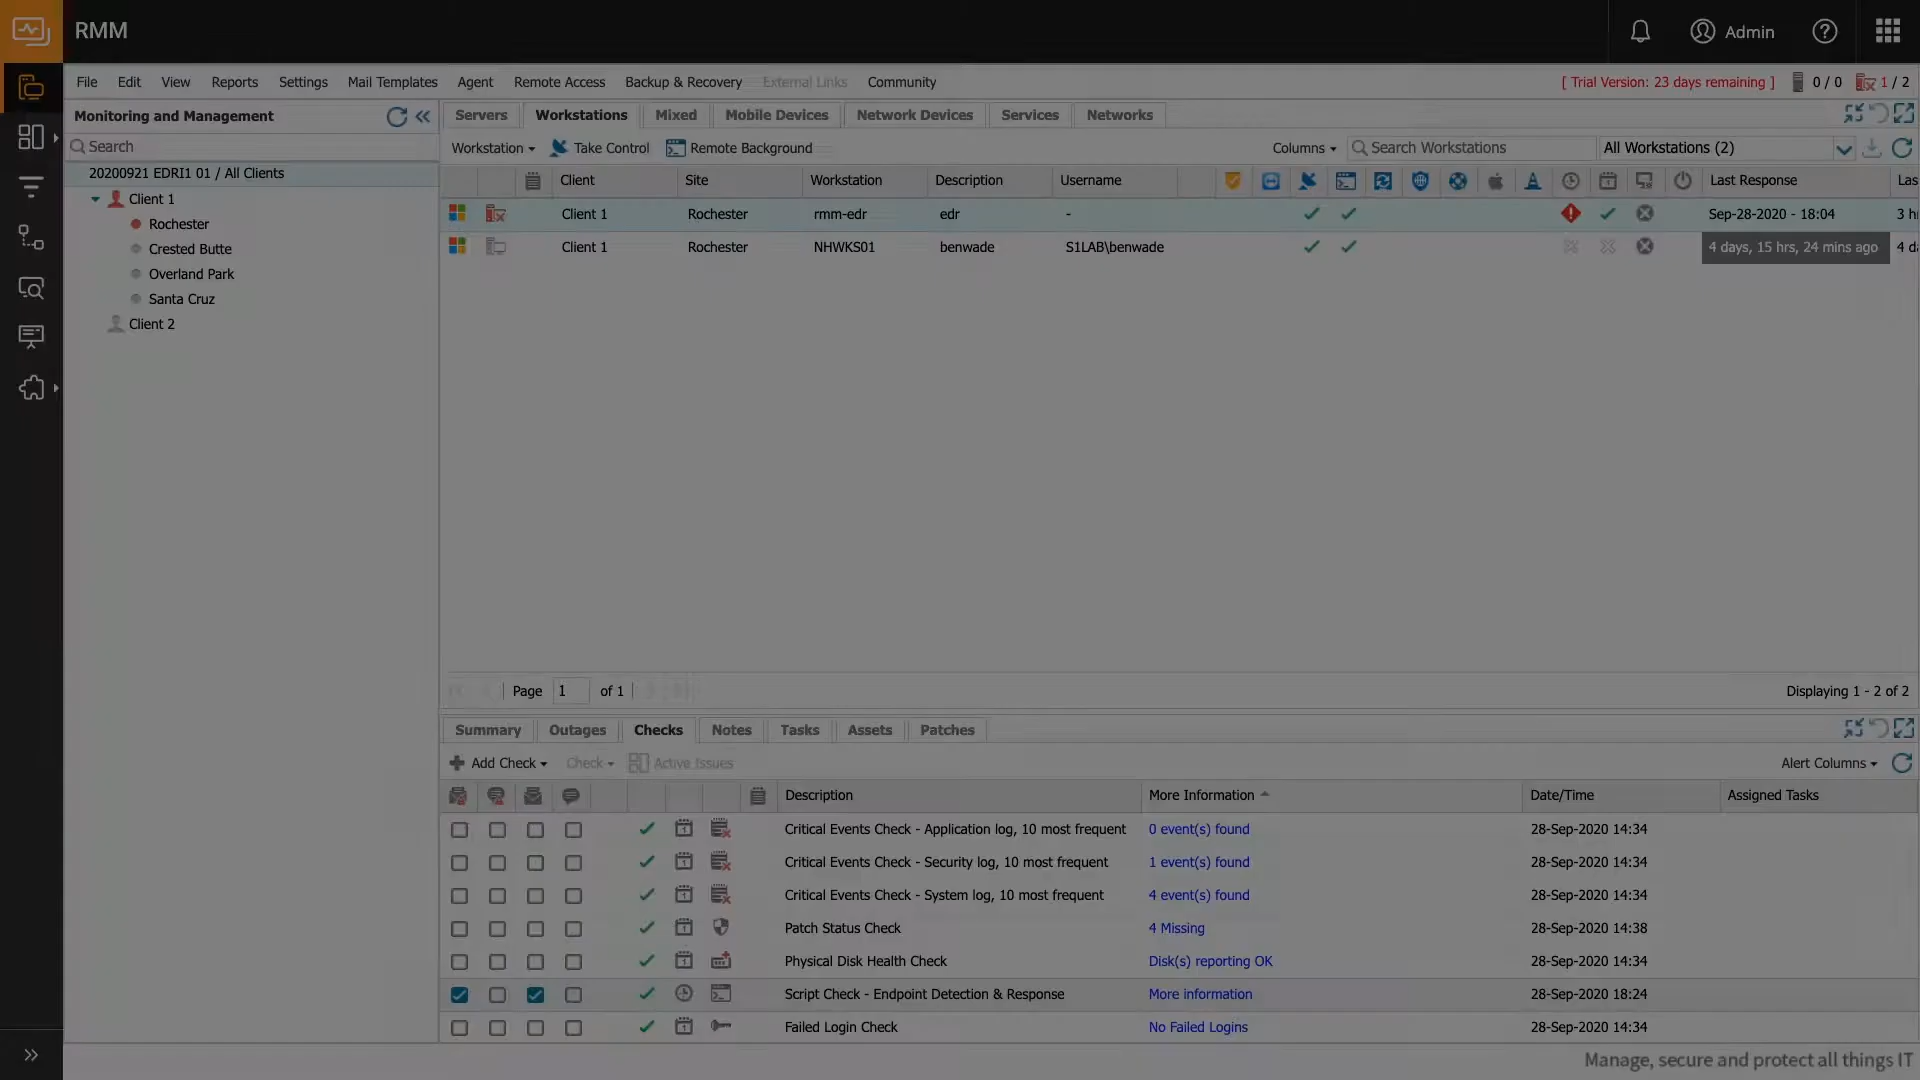 RMM
Admin
File Edit View Reports Settings Mail Templates Agent Remote Access Backup & Recovery External Links Community [ Trial Version: 23 days remaining ] 0 / 0 1 / 2
Monitoring and Management
Servers Workstations Mixed Mobile Devices Network Devices Services Networks
Search
Workstation Take Control Remote Background Columns Search Workstations All Workstations (2)
20200921 EDRI1 01 / All Clients
Client 1
Rochester
Crested Butte
Overland Park
Santa Cruz
Client 2
Client Site Workstation Description Username Last Response Las
Client 1 Rochester rmm-edr edr - Sep-28-2020 - 18:04 3 h
Client 1 Rochester NHWKS01 benwade S1LAB\benwade 4 days, 15 hrs, 24 mins ago 4 d
Page 1 of 1 Displaying 1 - 2 of 2
Summary Outages Checks Notes Tasks Assets Patches
Add Check Check Active Issues Alert Columns
Description More Information Date/Time Assigned Tasks
Critical Events Check - Application log, 10 most frequent 0 event(s) found 28-Sep-2020 14:34
Critical Events Check - Security log, 10 most frequent 1 event(s) found 28-Sep-2020 14:34
Critical Events Check - System log, 10 most frequent 4 event(s) found 28-Sep-2020 14:34
Patch Status Check 4 Missing 28-Sep-2020 14:38
Physical Disk Health Check Disk(s) reporting OK 28-Sep-2020 14:34
Script Check - Endpoint Detection & Response More information 28-Sep-2020 18:24
Failed Login Check No Failed Logins 28-Sep-2020 14:34
Manage, secure and protect all things IT